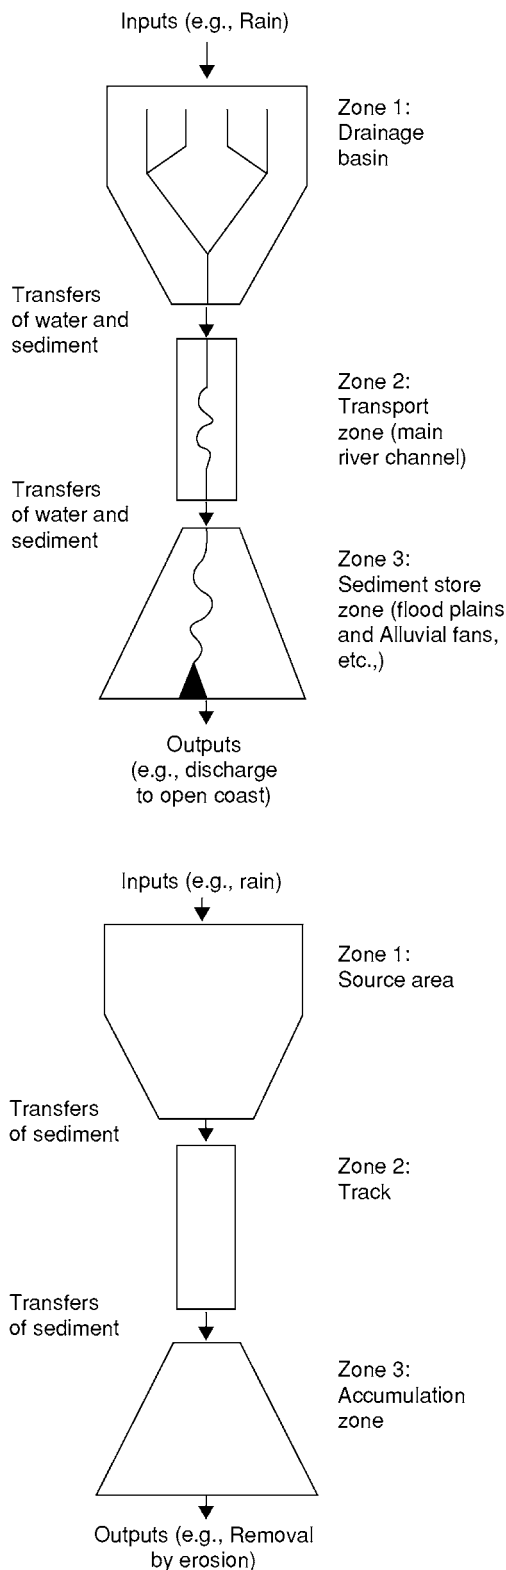 Inputs (e.g., Rain)
Zone 1:
Drainage
basin
Transfers
of water and
sediment
Zone 2:
Transport
zone (main
river channel)
Transfers
of water and
sediment
Zone 3:
Sediment store
zone (flood plains
and Alluvial fans,
etc.,)
Outputs
(e.g., discharge
to open coast)
Inputs (e.g., rain)
Zone 1:
Source area
Transfers
of sediment
Zone 2:
Track
Transfers
of sediment
Zone 3:
Accumulation
zone
Outputs (e.g., Removal
by erosion)